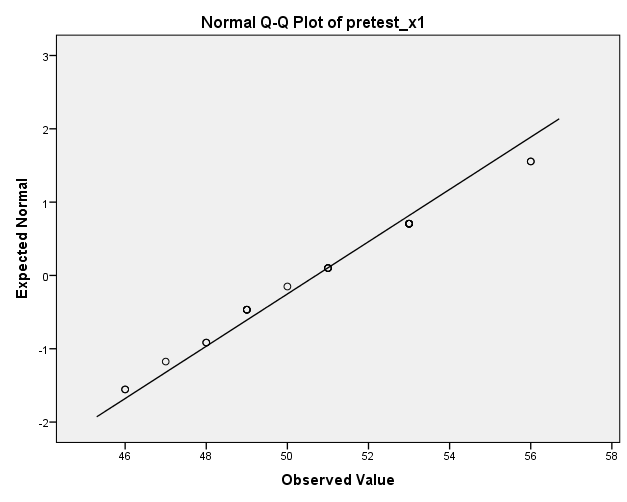 Normal Q-Q Plot of pretest_x1
3
2
1
0
-1
-2
Expected Normal
46 48 50 52 54 56 58
Observed Value